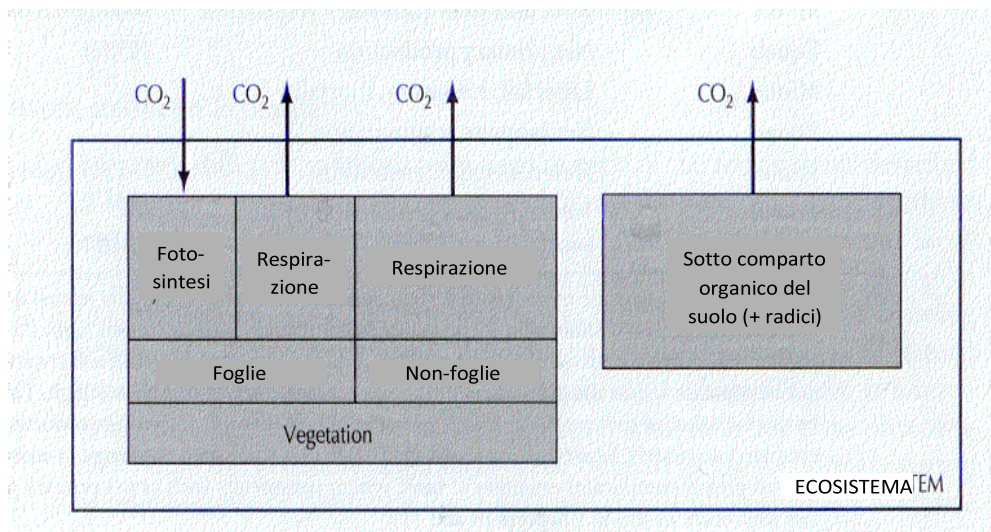 CO2 CO2 CO2 CO2
Foto-
sintesi
Respira-
zione
Respirazione
Sotto comparto
organico del
suolo (+ radici)
Foglie
Non-foglie
Vegetation
ECOSISTEMATEM